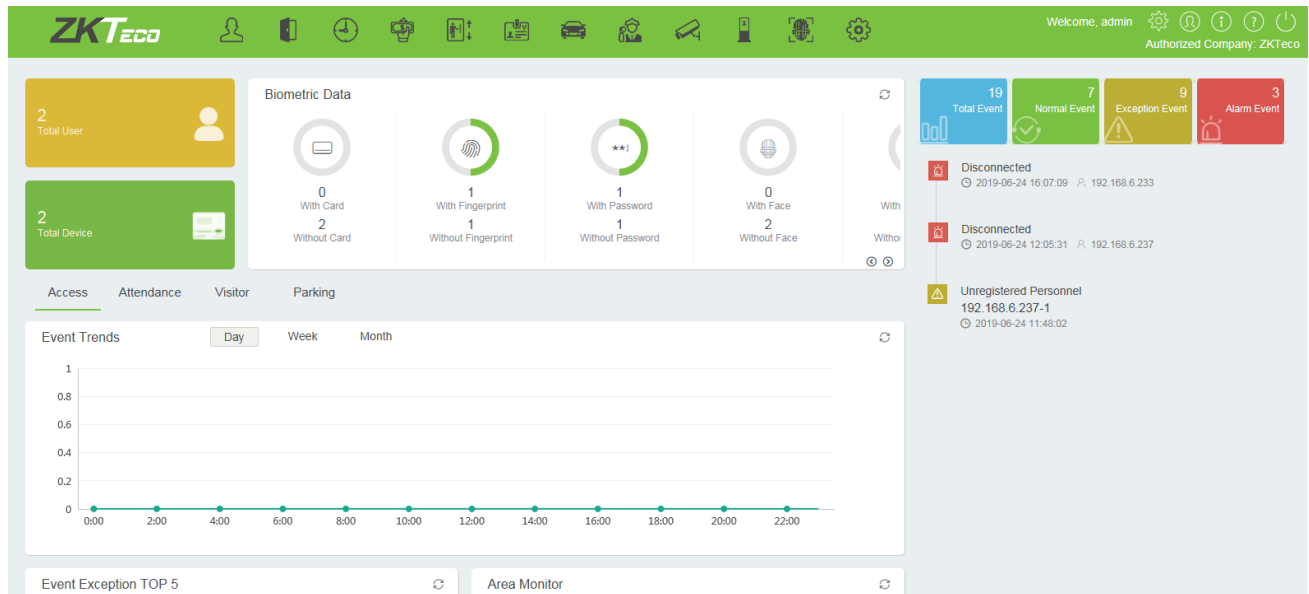 ZKTeco
Welcome, admin
Authorized Company: ZKTeco
2
Total User
2
Total Device
Biometric Data
**|
0
With Card
2
Without Card
1
With Fingerprint
1
Without Fingerprint
1
With Password
1
Without Password
0
With Face
2
Without Face
With
Witho
19
Total Event
7
Normal Event
9
Exception Event
3
Alarm Event
Disconnected
2019-06-24 16:07:09 192.168.6.233
Disconnected
2019-06-24 12:05:31 192.168.6.237
Unregistered Personnel
192.168.6.237-1
2019-06-24 11:48:02
Access Attendance Visitor Parking
Event Trends Day Week Month
1
0.8
0.6
0.4
0.2
0
0:00 2:00 4:00 6:00 8:00 10:00 12:00 14:00 16:00 18:00 20:00 22:00
Event Exception TOP 5
Area Monitor